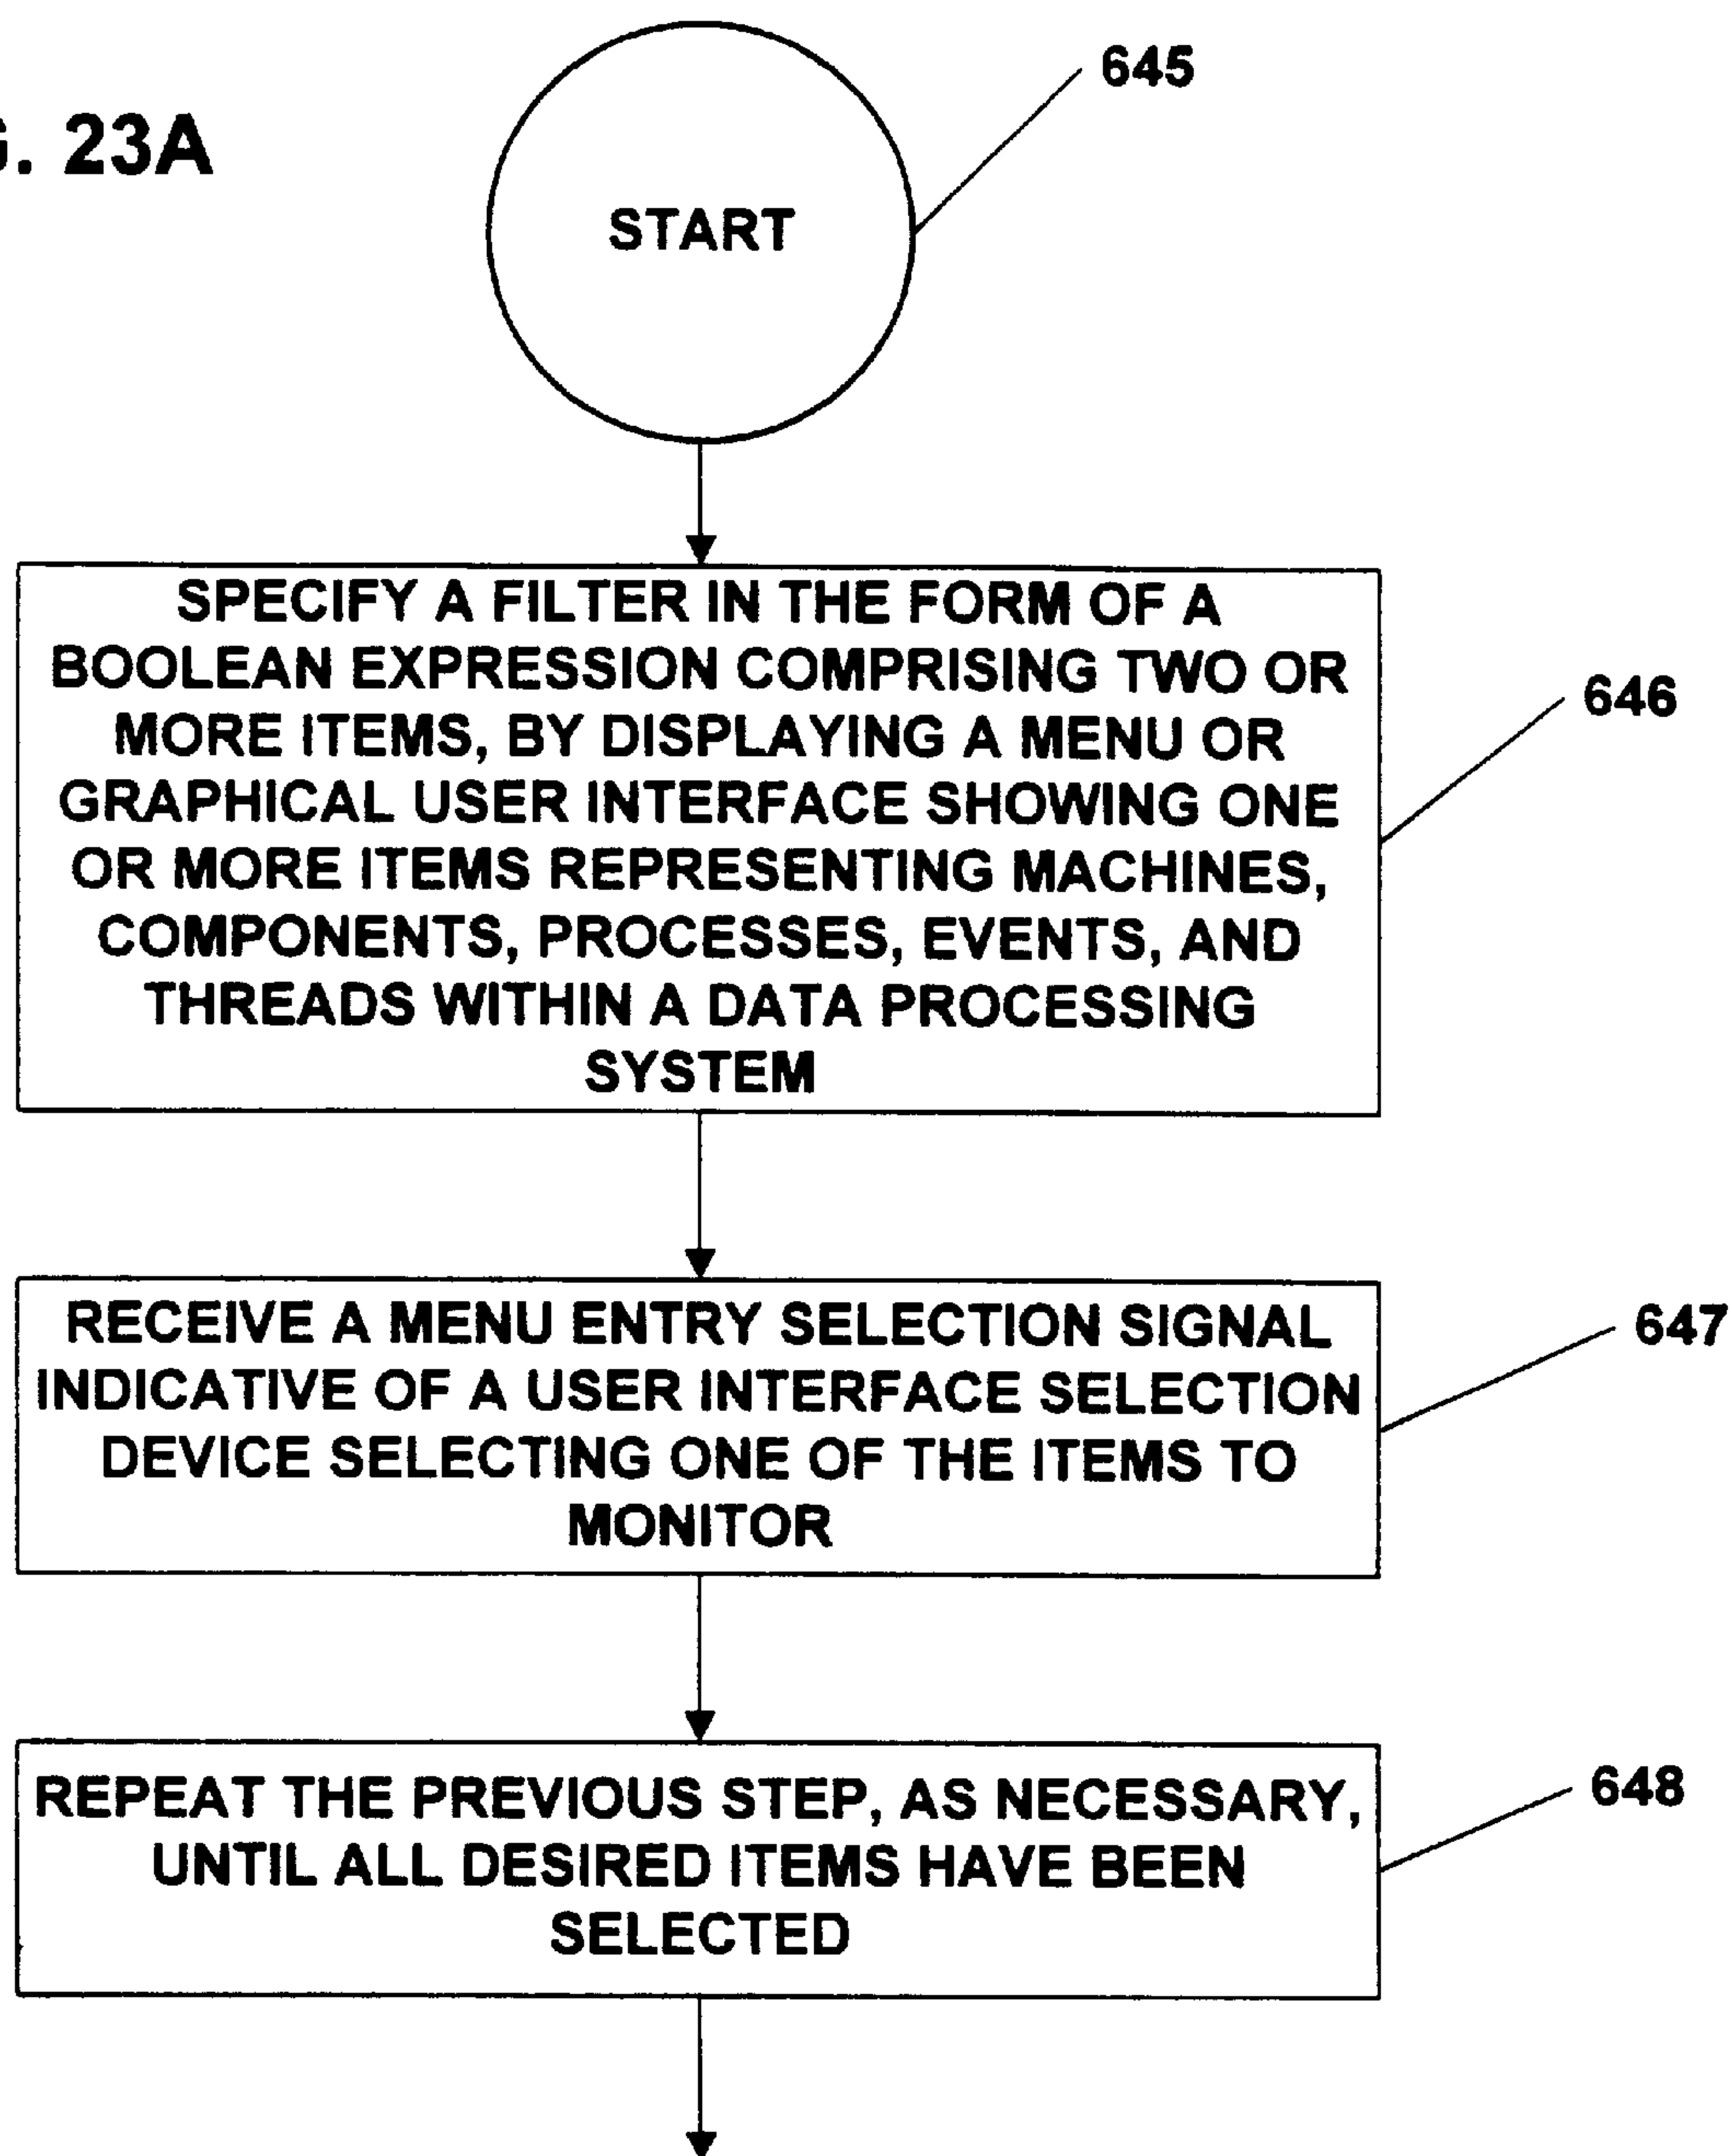 645
G. 23A
START
SPECIFY A FILTER IN THE FORM OF A
BOOLEAN EXPRESSION COMPRISING TWO OR
MORE ITEMS, BY DISPLAYING A MENU OR
GRAPHICAL USER INTERFACE SHOWING ONE
OR MORE ITEMS REPRESENTING MACHINES,
COMPONENTS, PROCESSES, EVENTS, AND
THREADS WITHIN A DATA PROCESSING
SYSTEM
646
RECEIVE A MENU ENTRY SELECTION SIGNAL
INDICATIVE OF A USER INTERFACE SELECTION
DEVICE SELECTING ONE OF THE ITEMS TO
MONITOR
647
REPEAT THE PREVIOUS STEP, AS NECESSARY,
UNTIL ALL DESIRED ITEMS HAVE BEEN
SELECTED
648